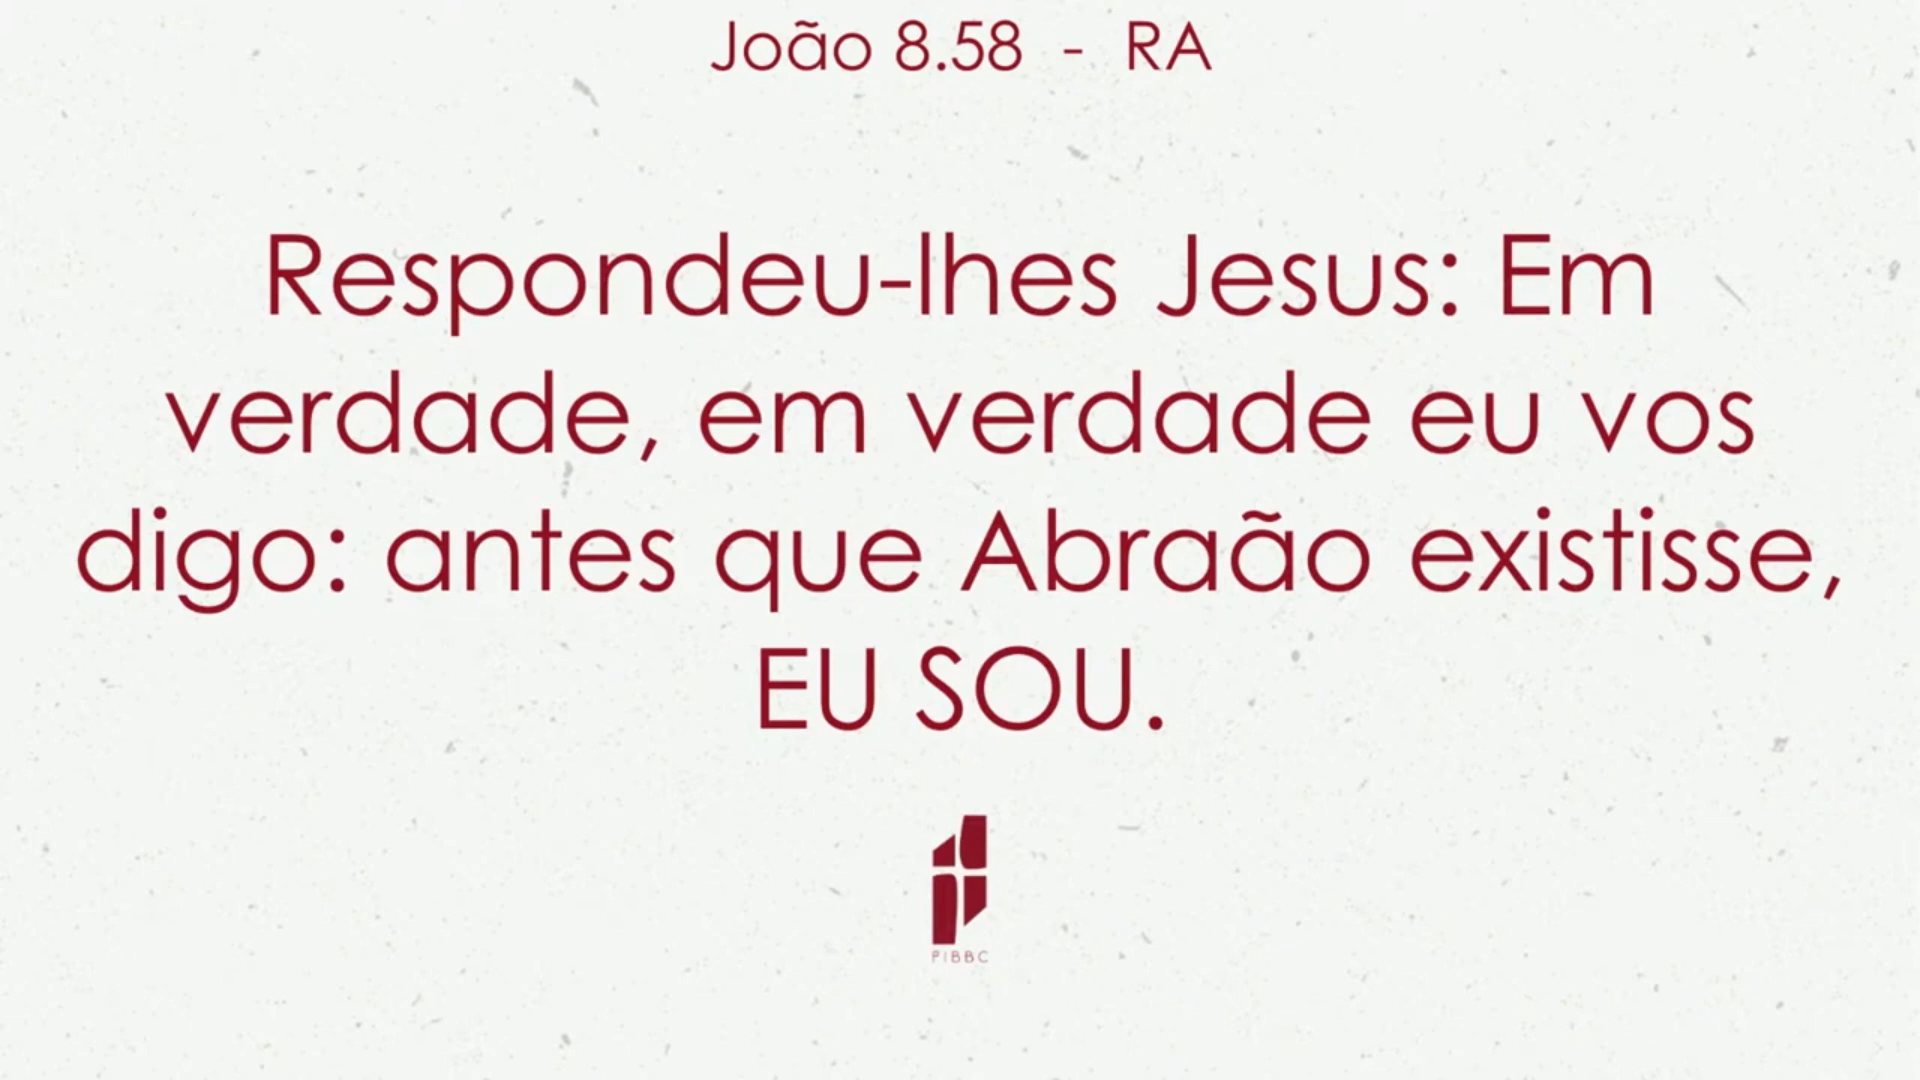 João 8.58 - RA
Respondeu-lhes Jesus: Em
verdade, em verdade eu vos
digo: antes que Abraão existisse,
EU SOU.
PIBBC